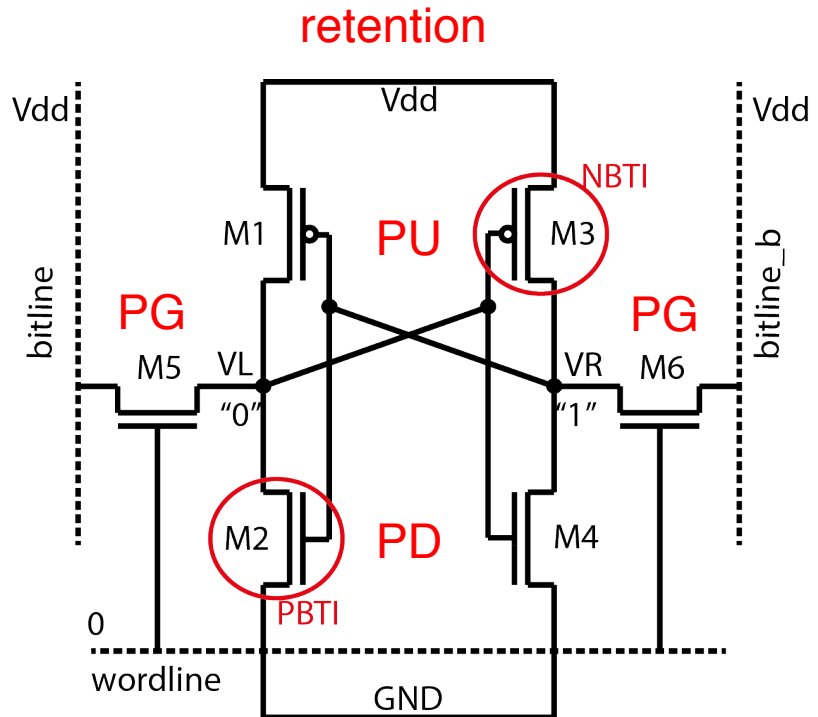 retention
Vdd
Vdd
Vdd
NBTI
M1
PU
M3
bitline
bitline_b
PG
PG
M5
VL
VR
M6
“0”
“1”
M2
PD
M4
PBTI
0
wordline
GND